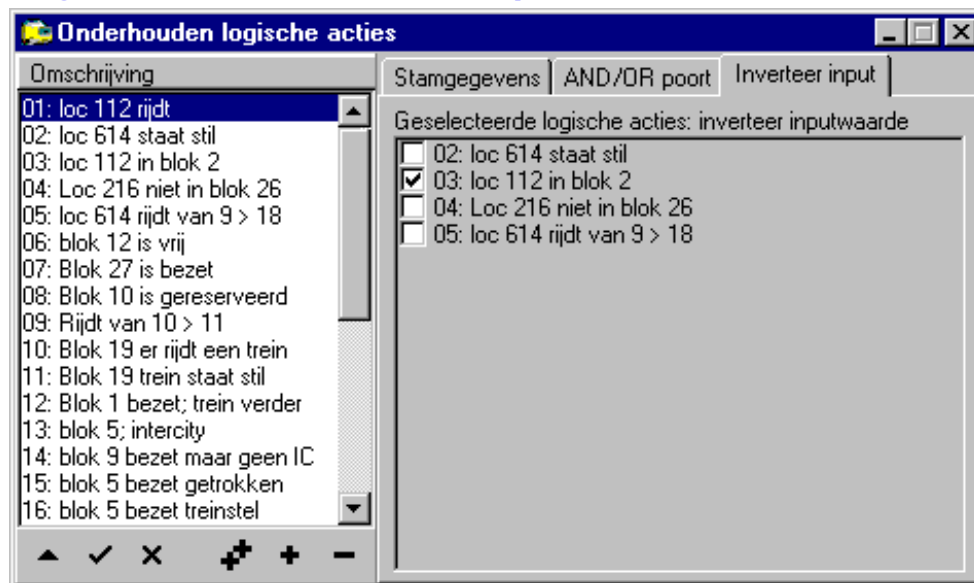 Onderhouden logische acties
Omschrijving
01: loc 112 rijdt
02: loc 614 staat stil
03: loc 112 in blok 2
04: Loc 216 niet in blok 26
05: loc 614 rijdt van 9 > 18
06: blok 12 is vrij
07: Blok 27 is bezet
08: Blok 10 is gereserveerd
09: Rijdt van 10 > 11
10: Blok 19 er rijdt een trein
11: Blok 19 trein staat stil
12: Blok 1 bezet; trein verder
13: blok 5; intercity
14: blok 9 bezet maar geen IC
15: blok 5 bezet getrokken
16: blok 5 bezet treinstel
Stamgegevens AND/OR poort Inverteer input
Geselecteerde logische acties: inverteer inputwaarde
02: loc 614 staat stil
03: loc 112 in blok 2
04: Loc 216 niet in blok 26
05: loc 614 rijdt van 9 > 18